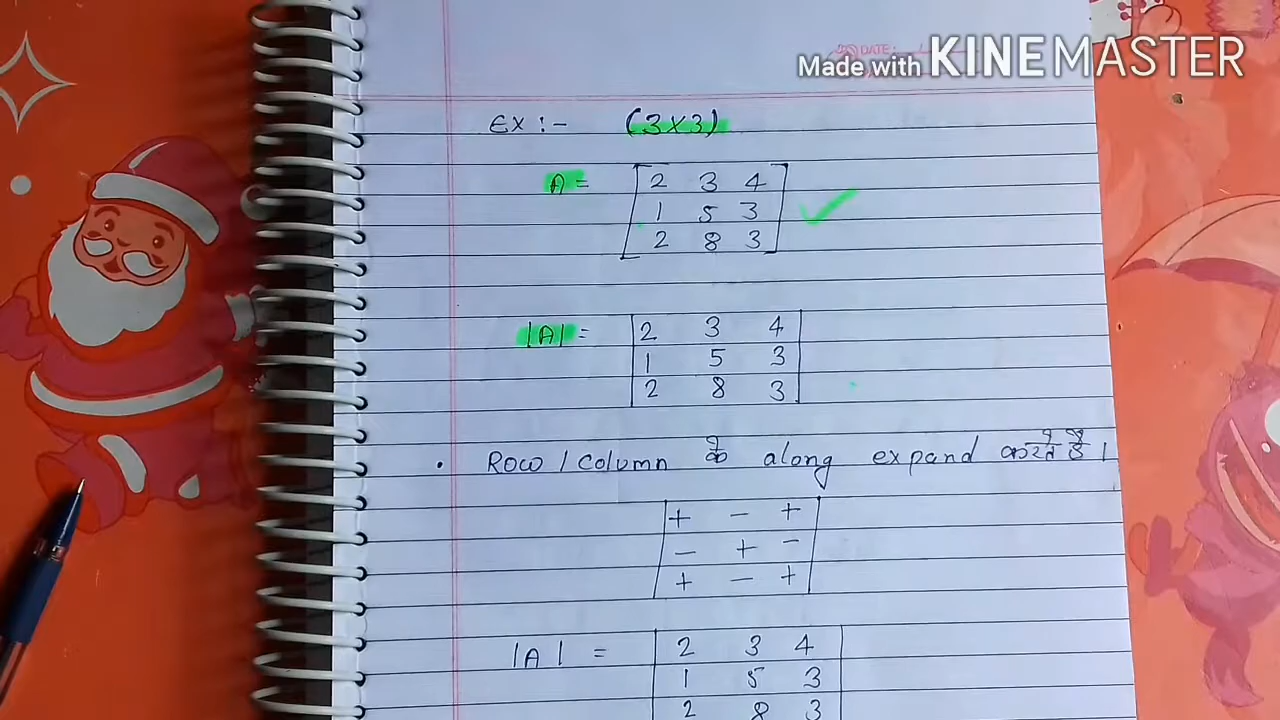 DATE: / /
Made with KINEMASTER
Ex :- (3×3)
A = 2 3 4
1 5 3
2 8 3
|A| = 2 3 4
1 5 3
2 8 3
• Row / column के along expand करते हैं ।
+ - +
- + -
+ - +
|A| = 2 3 4
1 5 3
2 8 3